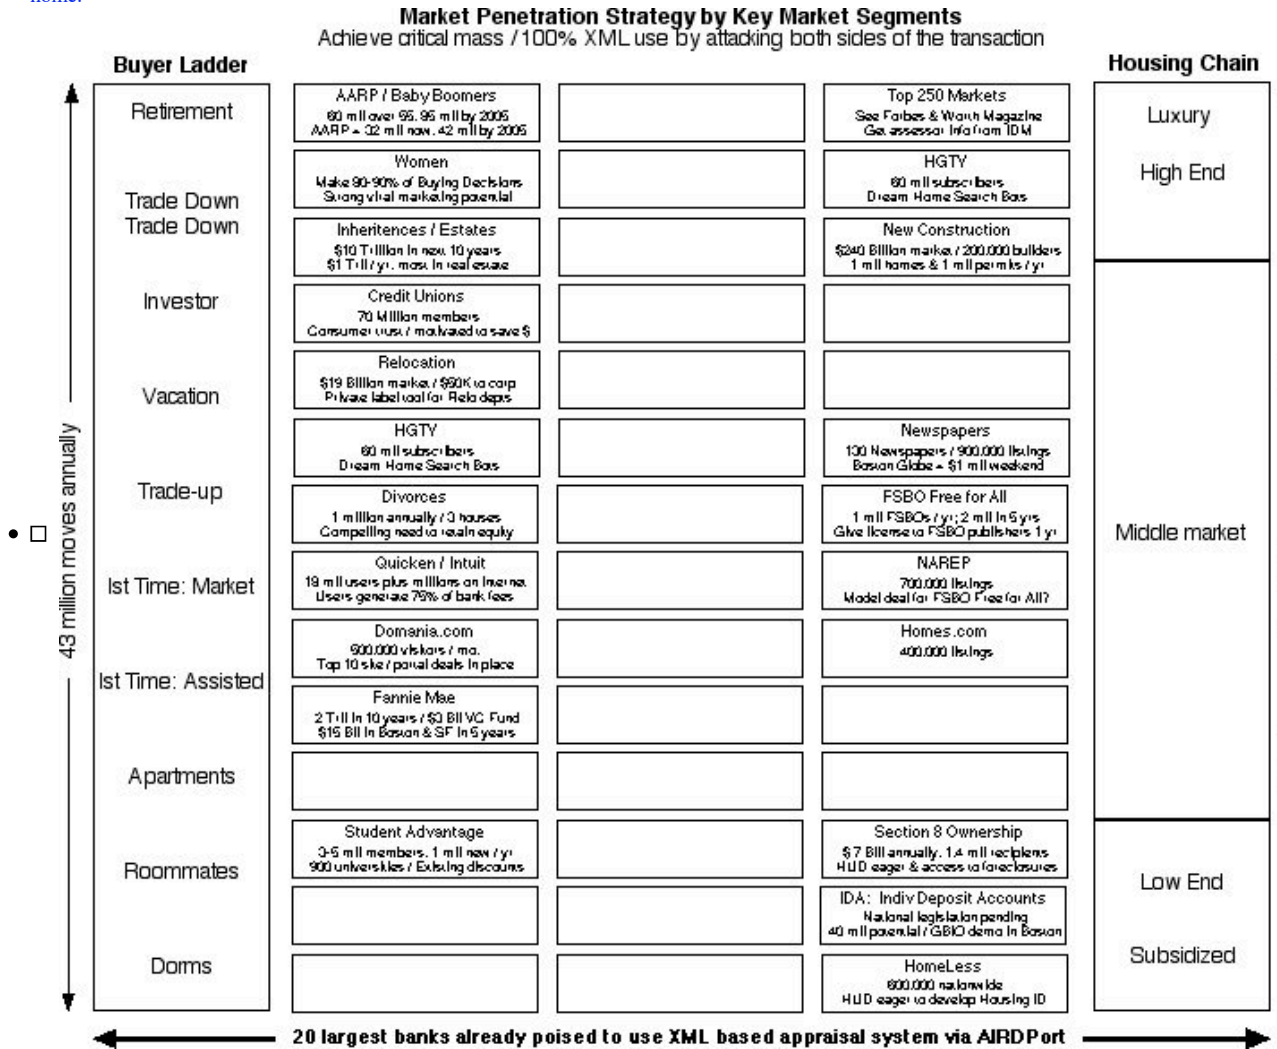 home.
Market Penetration Strategy by Key Market Segments
Achieve critical mass / 100% XML use by attacking both sides of the transaction
Buyer Ladder
Housing Chain
43 million moves annually
Retirement
Trade Down
Trade Down
Investor
Vacation
Trade-up
Ist Time: Market
Ist Time: Assisted
Apartments
Roommates
Dorms
AARP / Baby Boomers
60 mil over 55. 95 mil by 2005
AARP = 32 mil now. 42 mil by 2005
Women
Make 80-90% of Buying Decisions
Strong viral marketing potential
Inheritences / Estates
$10 Trillion in next 10 years
$1 Tril / yr. most in real estate
Credit Unions
70 Million members
Consumer trust / motivated to save $
Relocation
$19 Billion market / $50K to corp
Private label tool for Relo depts
HGTV
60 mil subscribers
Dream Home Search Bots
Divorces
1 million annually / 3 houses
Compelling need to retain equity
Quicken / Intuit
19 mil users plus millions on Internet
Users generate 75% of bank fees
Domania.com
500.000 visitors / mo.
Top 10 site / portal deals in place
Fannie Mae
2 Tril in 10 years / $3 Bil VC Fund
$15 Bil in Boston & SF in 5 years
Student Advantage
3-5 mil members. 1 mil new / yr
900 universities / Existing discounts
Top 250 Markets
See Forbes & Worth Magazine
Get assessor info from IDM
HGTV
60 mil subscribers
Dream Home Search Bots
New Construction
$240 Billion market / 200.000 builders
1 mil homes & 1 mil permits / yr
Newspapers
130 Newspapers / 900.000 listings
Boston Globe = $1 mil weekend
FSBO Free for All
1 mil FSBOs / yr; 2 mil in 5 yrs
Give license to FSBO publishers 1 yr
NAREP
700.000 listings
Model deal for FSBO Free for All?
Homes.com
400.000 listings
Section 8 Ownership
$7 Bill annually. 1.4 mil recipients
HUD eager & access to foreclosures
IDA: Indiv Deposit Accounts
National legislation pending
40 mil potential / GBIO demo in Boston
HomeLess
600.000 nationwide
HUD eager to develop Housing ID
Luxury
High End
Middle market
Low End
Subsidized
20 largest banks already poised to use XML based appraisal system via AIRDPort